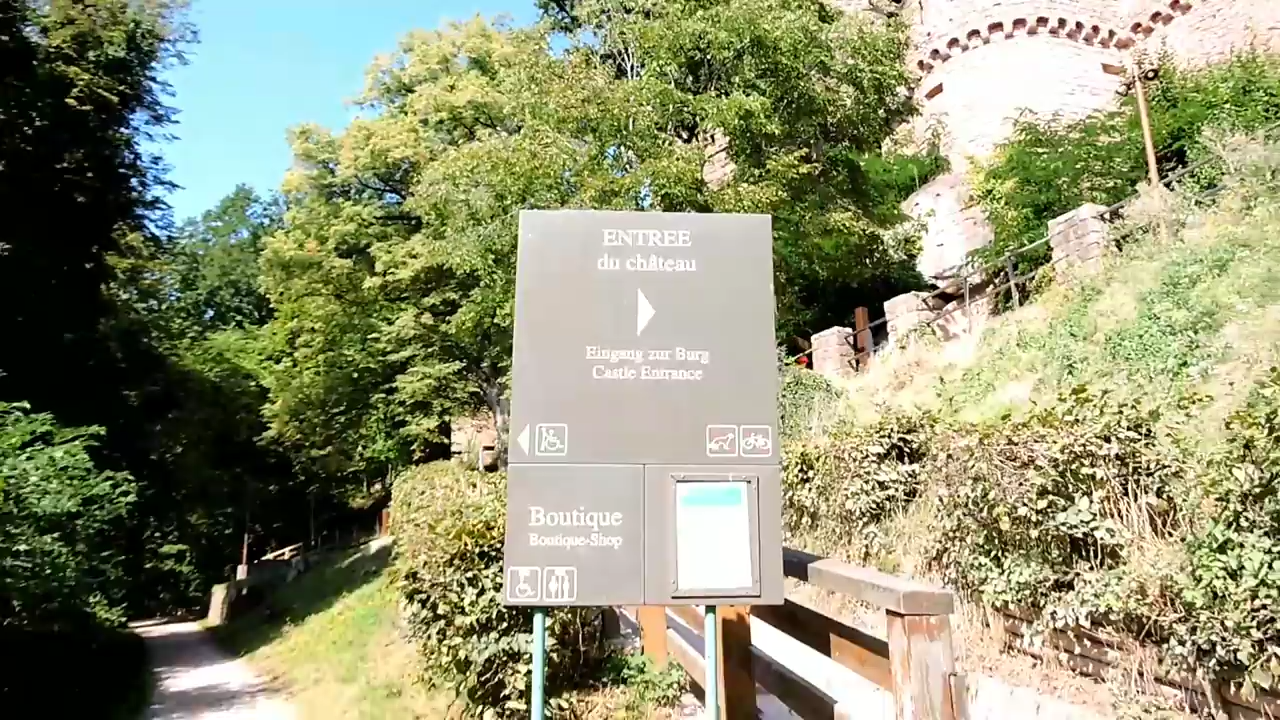 ENTREE
du château
Eingang zur Burg
Castle Entrance
Boutique
Boutique-Shop